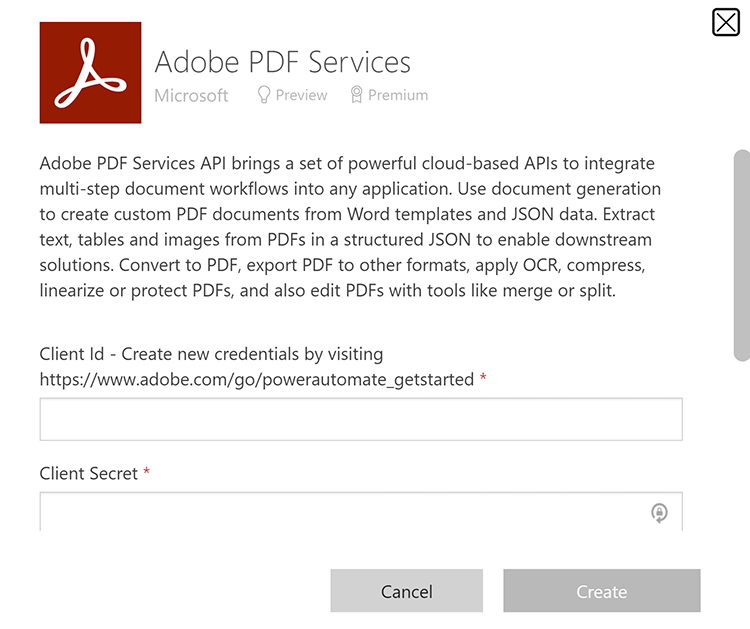 Adobe PDF Services
Microsoft Preview Premium
Adobe PDF Services API brings a set of powerful cloud-based APIs to integrate
multi-step document workflows into any application. Use document generation
to create custom PDF documents from Word templates and JSON data. Extract
text, tables and images from PDFs in a structured JSON to enable downstream
solutions. Convert to PDF, export PDF to other formats, apply OCR, compress,
linearize or protect PDFs, and also edit PDFs with tools like merge or split.
Client Id - Create new credentials by visiting
https://www.adobe.com/go/powerautomate_getstarted *
Client Secret *
Cancel Create